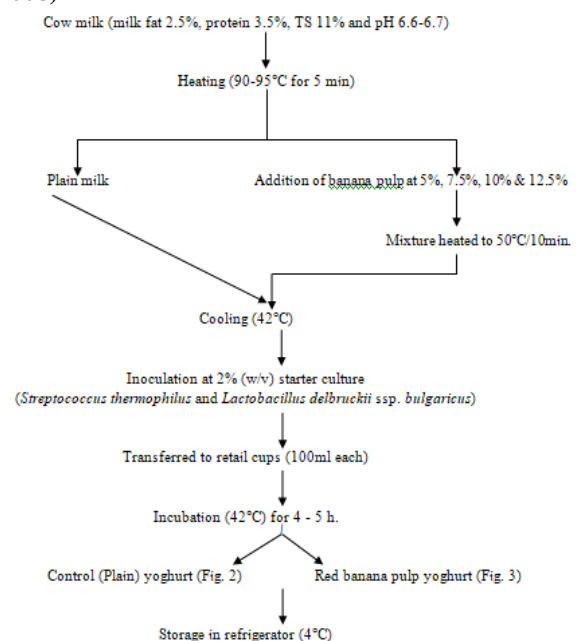 Cow milk (milk fat 2.5%, protein 3.5%, TS 11% and pH 6.6-6.7)
Heating (90-95°C for 5 min)
Plain milk
Addition of banana pulp at 5%, 7.5%, 10% & 12.5%
Mixture heated to 50°C/10min.
Cooling (42°C)
Inoculation at 2% (w/v) starter culture
(Streptococcus thermophilus and Lactobacillus delbruckii ssp. bulgaricus)
Transferred to retail cups (100ml each)
Incubation (42°C) for 4 - 5 h.
Control (Plain) yoghurt (Fig. 2)
Red banana pulp yoghurt (Fig. 3)
Storage in refrigerator (4°C)